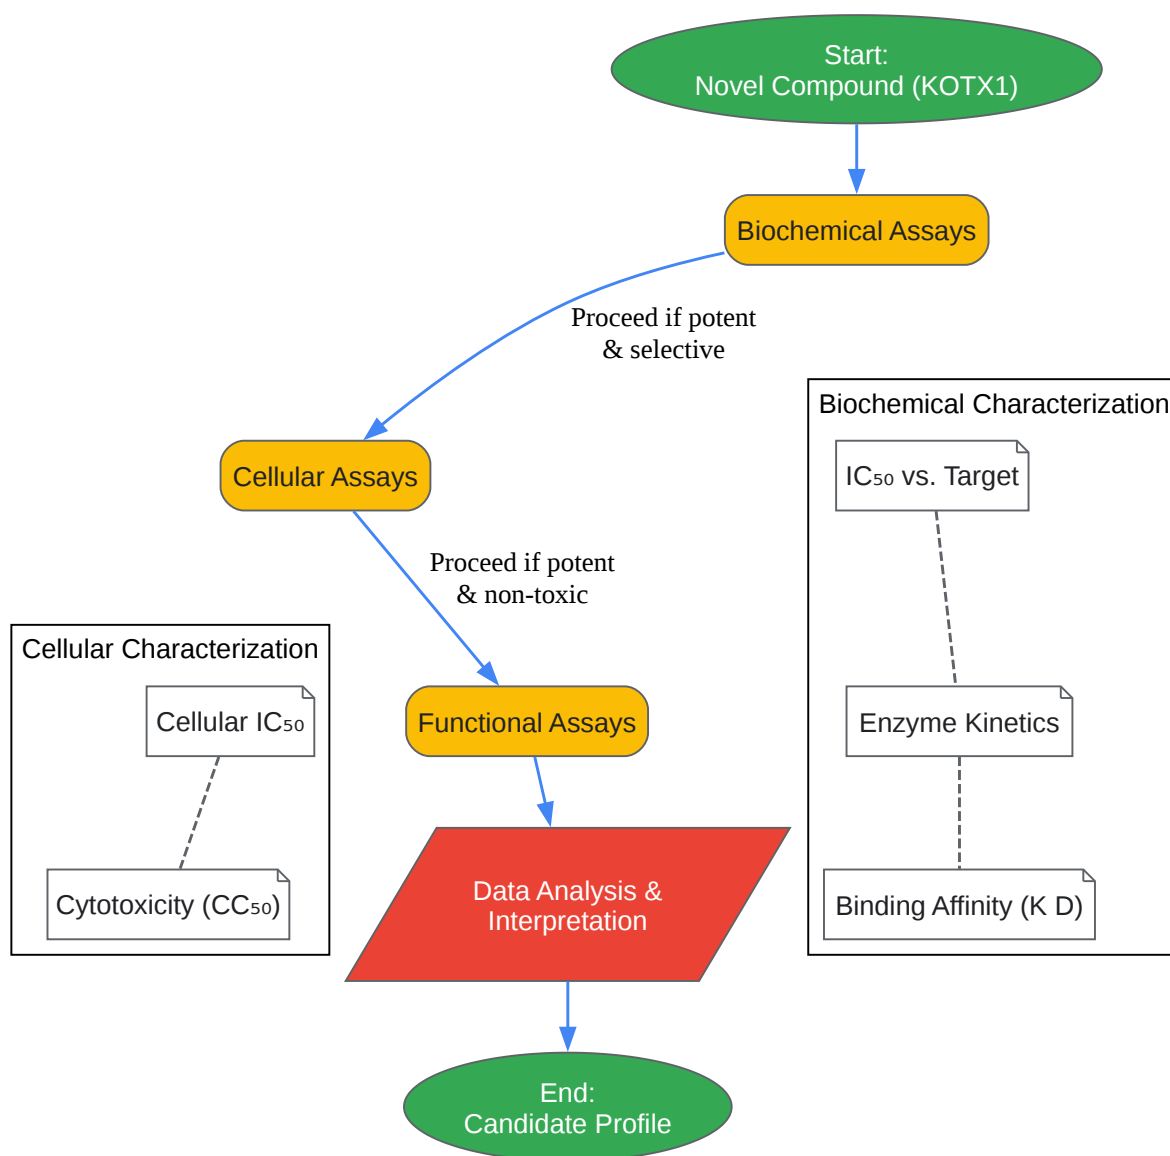 Start:
Novel Compound (KOTX1)
Biochemical Assays
Proceed if potent
& selective
Biochemical Characterization
Cellular Assays
IC₅₀ vs. Target
Proceed if potent
& non-toxic
Cellular Characterization
Cellular IC₅₀
Functional Assays
Enzyme Kinetics
Data Analysis &
Interpretation
Cytotoxicity (CC₅₀)
Binding Affinity (K D)
End:
Candidate Profile